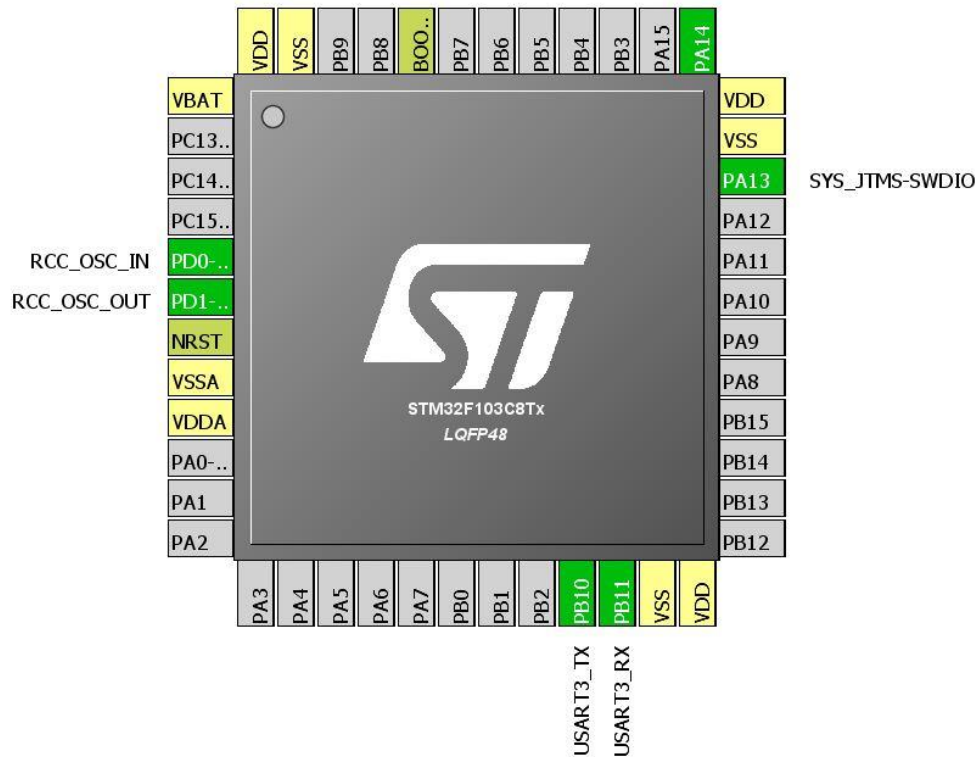 VDD
VSS
PB9
PB8
BOO..
PB7
PB6
PB5
PB4
PB3
PA15
PA14
VBAT
PC13..
PC14..
PC15..
RCC_OSC_IN PD0-..
RCC_OSC_OUT PD1-..
NRST
VSSA
VDDA
PA0-..
PA1
PA2
ST
STM32F103C8Tx
LQFP48
VDD
VSS
PA13 SYS_JTMS-SWDIO
PA12
PA11
PA10
PA9
PA8
PB15
PB14
PB13
PB12
PA3
PA4
PA5
PA6
PA7
PB0
PB1
PB2
PB10
PB11
VSS
VDD
USART3_TX
USART3_RX